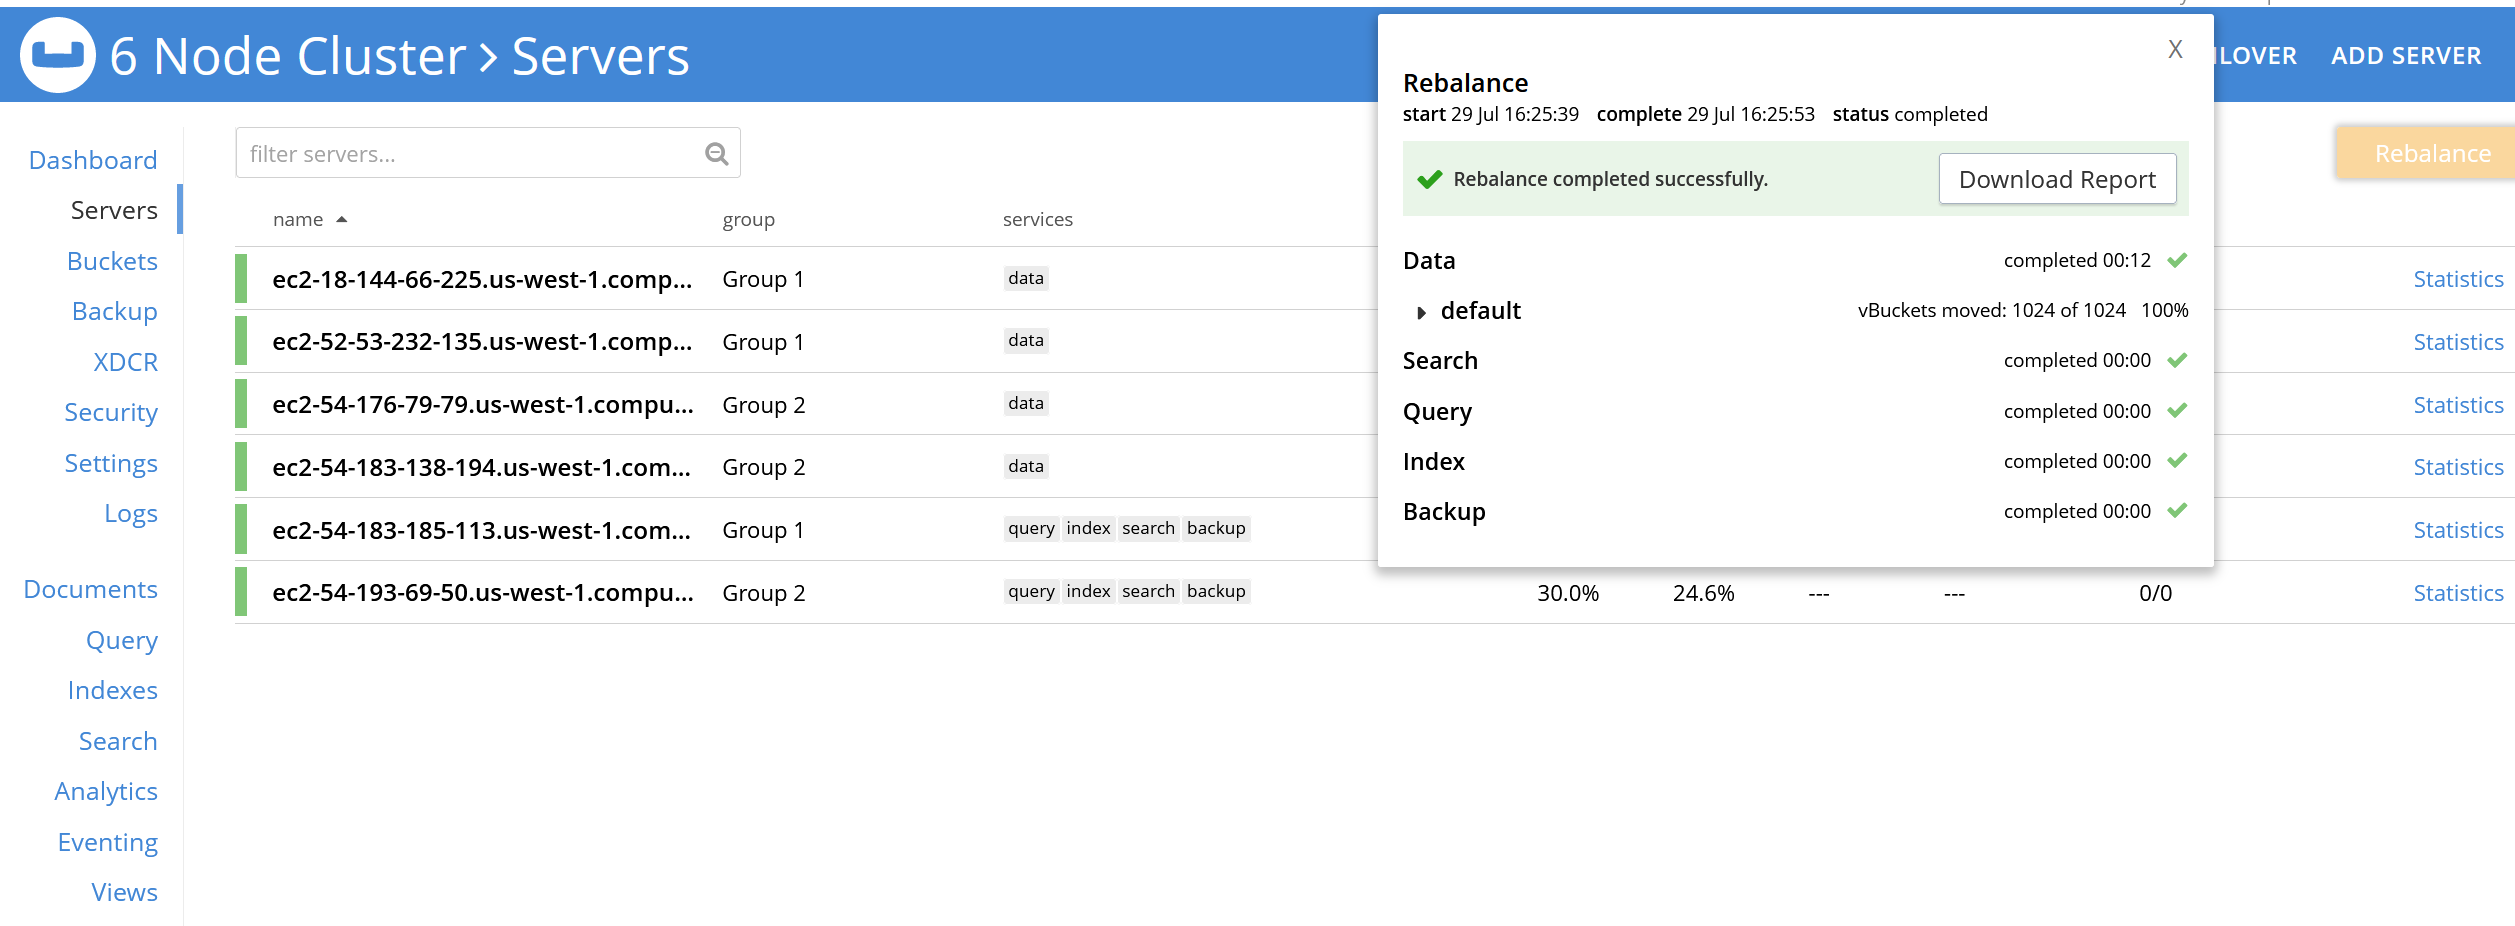 6 Node Cluster > Servers
ADD SERVER
Dashboard
Servers
Buckets
Backup
XDCR
Security
Settings
Logs
Documents
Query
Indexes
Search
Analytics
Eventing
Views
filter servers...
Rebalance
name group services
ec2-18-144-66-225.us-west-1.comp... Group 1 data Statistics
ec2-52-53-232-135.us-west-1.comp... Group 1 data Statistics
ec2-54-176-79-79.us-west-1.compu... Group 2 data Statistics
ec2-54-183-138-194.us-west-1.com... Group 2 data Statistics
ec2-54-183-185-113.us-west-1.com... Group 1 query index search backup Statistics
ec2-54-193-69-50.us-west-1.compu... Group 2 query index search backup 30.0% 24.6% --- --- 0/0 Statistics
X
Rebalance
start 29 Jul 16:25:39 complete 29 Jul 16:25:53 status completed
Rebalance completed successfully. Download Report
Data completed 00:12
default vBuckets moved: 1024 of 1024 100%
Search completed 00:00
Query completed 00:00
Index completed 00:00
Backup completed 00:00